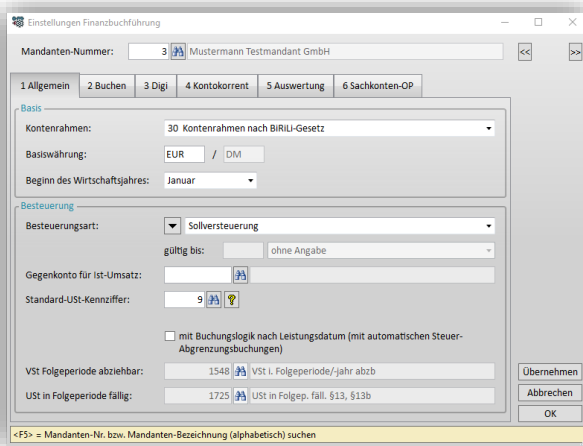 Einstellungen Finanzbuchführung
Mandanten-Nummer: 3 Mustermann Testmandant GmbH << >>
1 Allgemein 2 Buchen 3 Digi 4 Kontokorrent 5 Auswertung 6 Sachkonten-OP
Basis
Kontenrahmen: 30 Kontenrahmen nach BiRiLi-Gesetz
Basiswährung: EUR / DM
Beginn des Wirtschaftsjahres: Januar
Besteuerung
Besteuerungsart: Sollversteuerung
gültig bis: ohne Angabe
Gegenkonto für Ist-Umsatz:
Standard-USt-Kennziffer: 9 ?
mit Buchungslogik nach Leistungsdatum (mit automatischen Steuer-
Abgrenzungsbuchungen)
VSt Folgeperiode abziehbar: 1548 VSt i. Folgeperiode/-jahr abzb
Übernehmen
USt in Folgeperiode fällig: 1725 USt in Folgep. fäll. §13, §13b
Abbrechen
OK
<F5> = Mandanten-Nr. bzw. Mandanten-Bezeichnung (alphabetisch) suchen